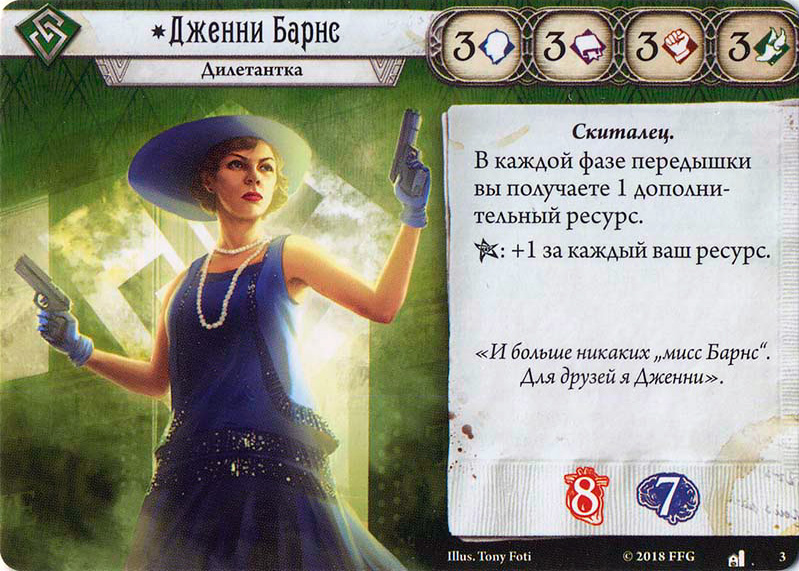 Дженни Барнс
Дилетантка
3 3 3 3
Скиталец.
В каждой фазе передышки
вы получаете 1 дополни-
тельный ресурс.
: +1 за каждый ваш ресурс.
«И больше никаких „мисс Барнс“.
Для друзей я Дженни».
8 7
Illus. Tony Foti © 2018 FFG 3